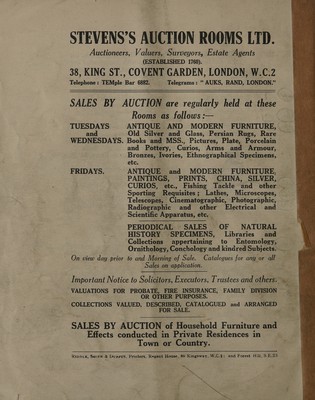 STEVENS'S AUCTION ROOMS LTD.
Auctioneers, Valuers, Surveyors, Estate Agents
(ESTABLISHED 1760).
38, KING ST., COVENT GARDEN, LONDON, W.C.2
Telephone: TEMple Bar 6882. Telegrams: "AUKS, RAND, LONDON."
SALES BY AUCTION are regularly held at these
Rooms as follows:—
TUESDAYS ANTIQUE AND MODERN FURNITURE,
and Old Silver and Glass, Persian Rugs, Rare
WEDNESDAYS. Books and MSS., Pictures, Plate, Porcelain
and Pottery, Curios, Arms and Armour,
Bronzes, Ivories, Ethnographical Specimens,
etc.
FRIDAYS. ANTIQUE and MODERN FURNITURE,
PAINTINGS, PRINTS, CHINA, SILVER,
CURIOS, etc., Fishing Tackle and other
Sporting Requisites; Lathes, Microscopes,
Telescopes, Cinematographic, Photographic,
Radiographic and other Electrical and
Scientific Apparatus, etc.
PERIODICAL SALES OF NATURAL
HISTORY SPECIMENS, Libraries and
Collections appertaining to Entomology,
Ornithology, Conchology and kindred Subjects.
On view day prior to and Morning of Sale. Catalogues for any or all
Sales on application.
Important Notice to Solicitors, Executors, Trustees and others.
VALUATIONS FOR PROBATE, FIRE INSURANCE, FAMILY DIVISION
OR OTHER PURPOSES.
COLLECTIONS VALUED, DESCRIBED, CATALOGUED and ARRANGED
FOR SALE.
SALES BY AUCTION of Household Furniture and
Effects conducted in Private Residences in
Town or Country.
Printers, Regent House, Kingsway, W.C.2; and Forest Hill, S.E.23